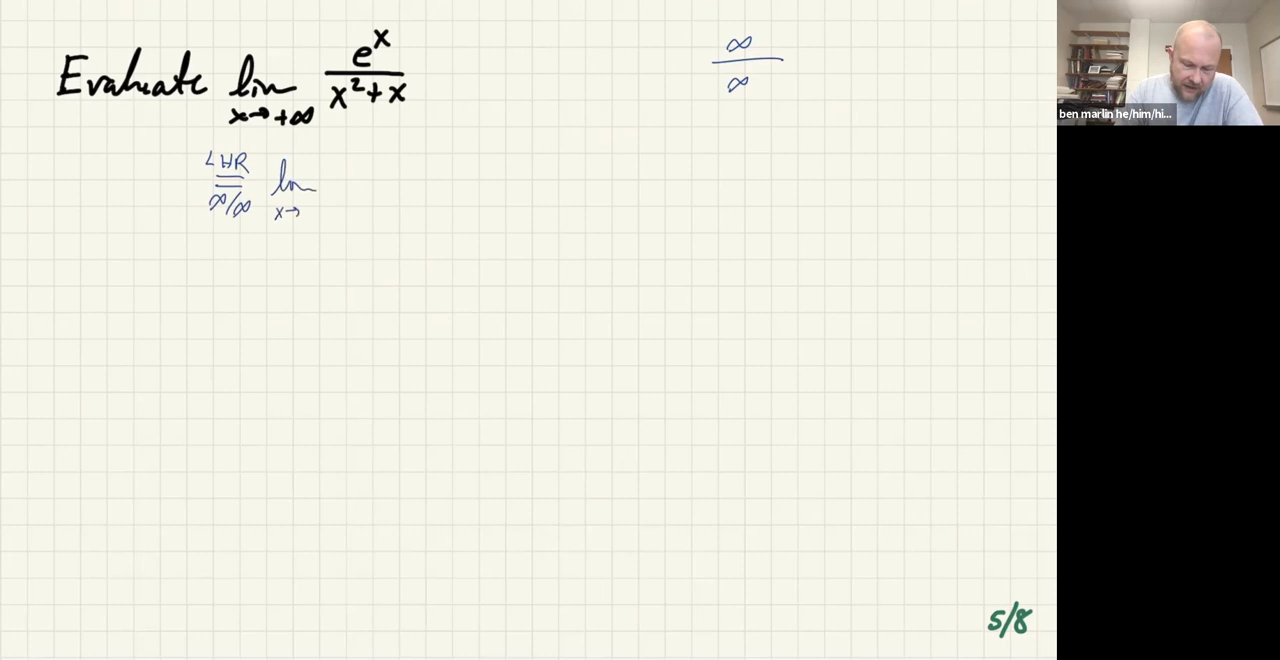 Evaluate lim x→+∞ e^x / x²+x
∞ / ∞
LHR = ∞/∞ lim x→
5/8
ben marlin he/him/hi...